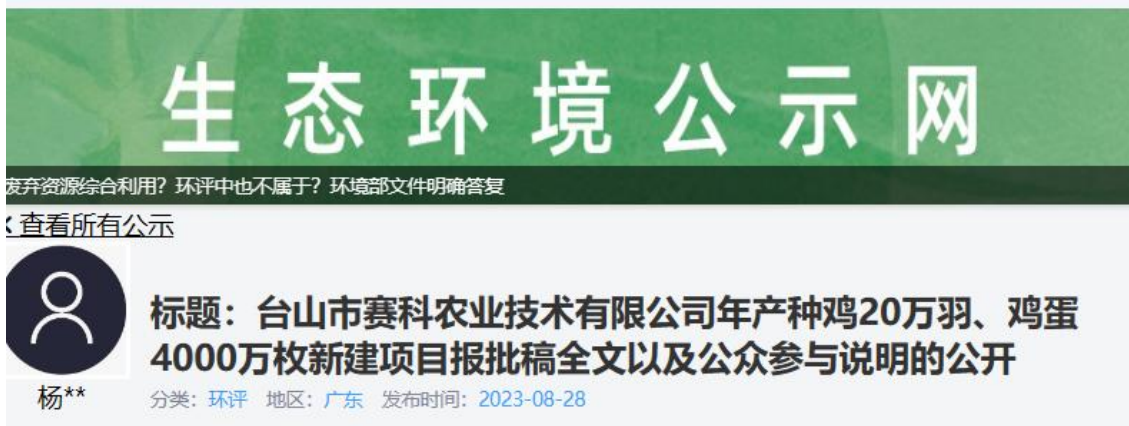 生态环境公示网
废弃资源综合利用？环评中也不属于？环境部文件明确答复
查看所有公示
标题：台山市赛科农业技术有限公司年产种鸡20万羽、鸡蛋
4000万枚新建项目报批稿全文以及公众参与说明的公开
杨** 分类：环评 地区：广东 发布时间：2023-08-28